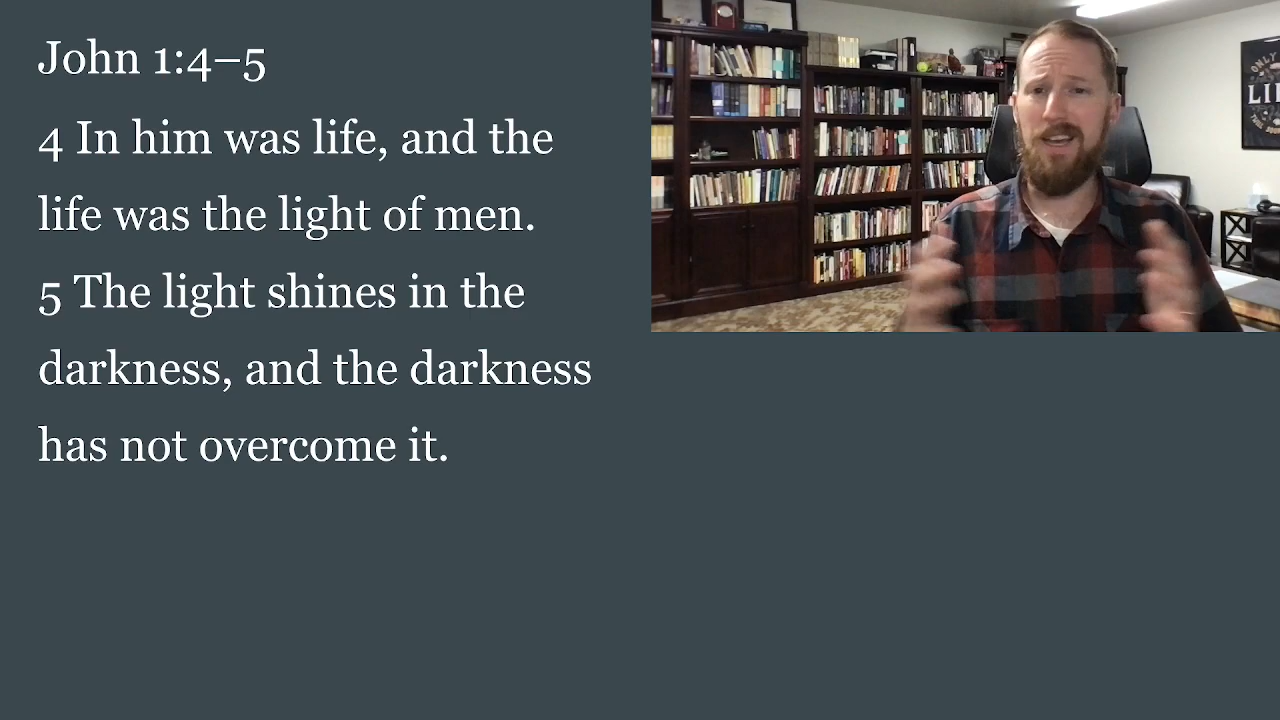 John 1:4–5
4 In him was life, and the
life was the light of men.
5 The light shines in the
darkness, and the darkness
has not overcome it.
ONLY